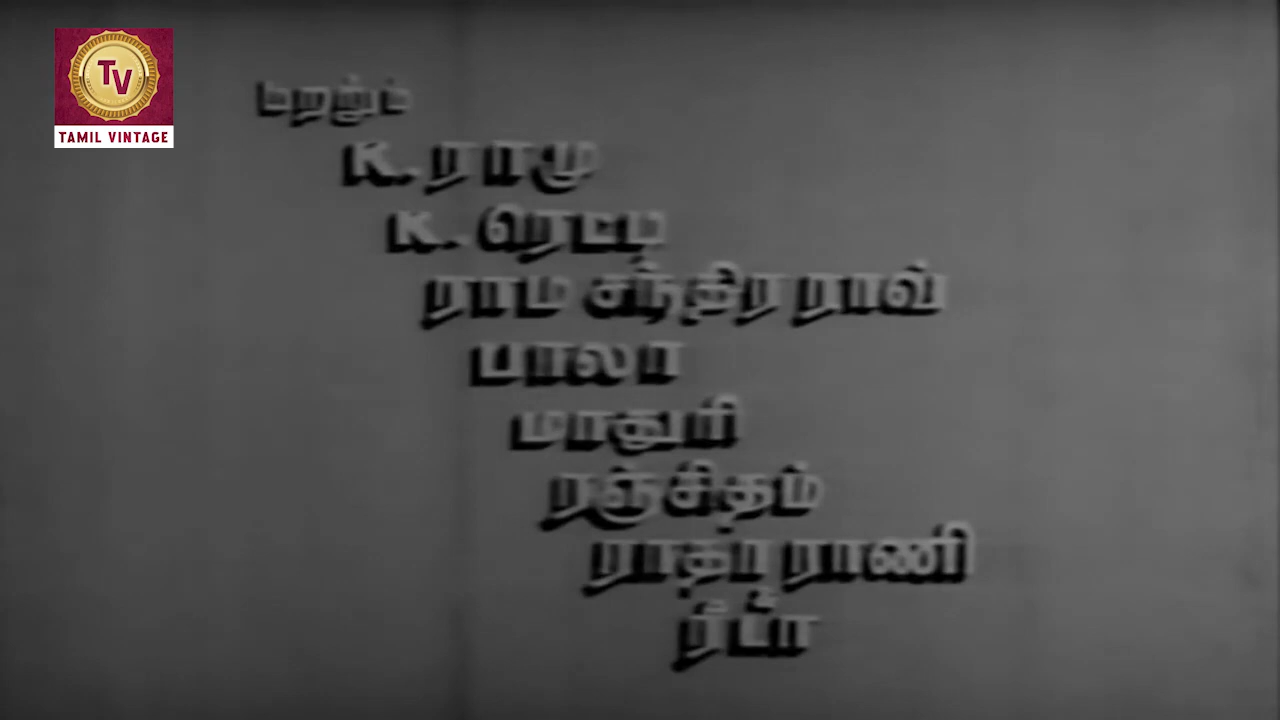 TV
TAMIL VINTAGE
மற்றும்
K. ராமு
K. ரெட்டி
ராம சந்திர ராவ்
பாலா
மாதுரி
ரஞ்சிதம்
ராதா ராணி
ரீடா